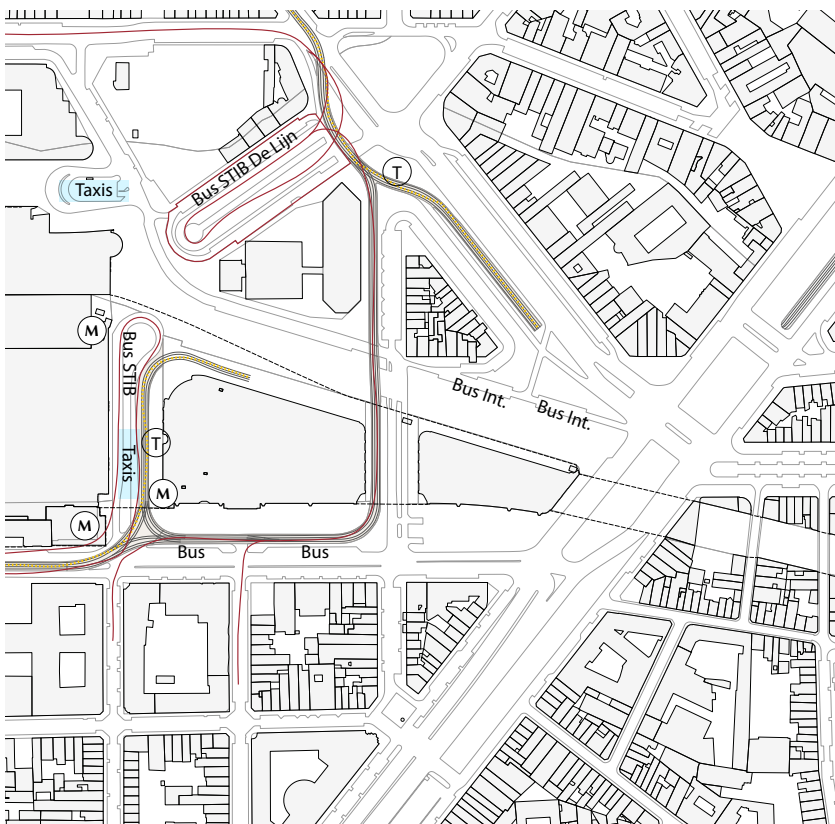 Bus STIB De Lijn
T
Taxis
M
Bus STIB
Bus Int.
Bus Int.
T
Taxis
M
M
Bus
Bus